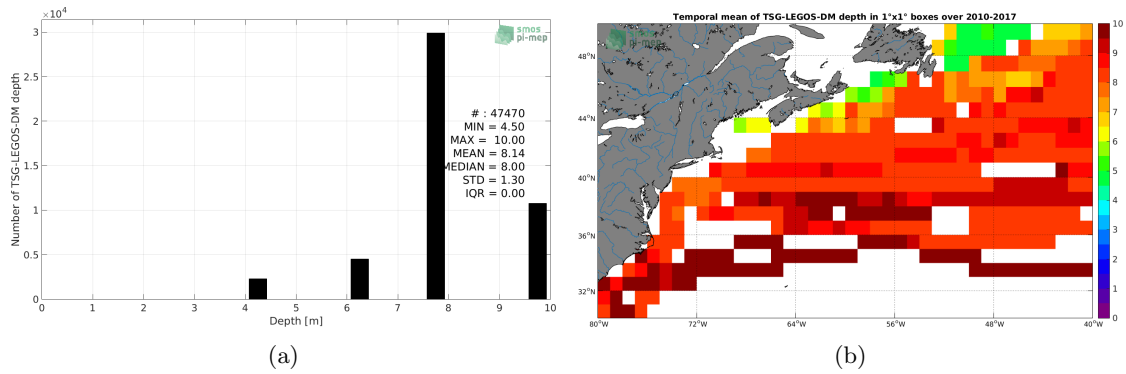 ×10⁴
3
2.5
2
1.5
1
0.5
0
Number of TSG-LEGOS-DM depth
smos
pi-mep
# : 47470
MIN = 4.50
MAX = 10.00
MEAN = 8.14
MEDIAN = 8.00
STD = 1.30
IQR = 0.00
0 1 2 3 4 5 6 7 8 9 10
Depth [m]
(a)
Temporal mean of TSG-LEGOS-DM depth in 1°x1° boxes over 2010-2017
smos
pi-mep
48°N
44°N
40°N
36°N
32°N
80°W 72°W 64°W 56°W 48°W 40°W
10
9
8
7
6
5
4
3
2
1
0
(b)